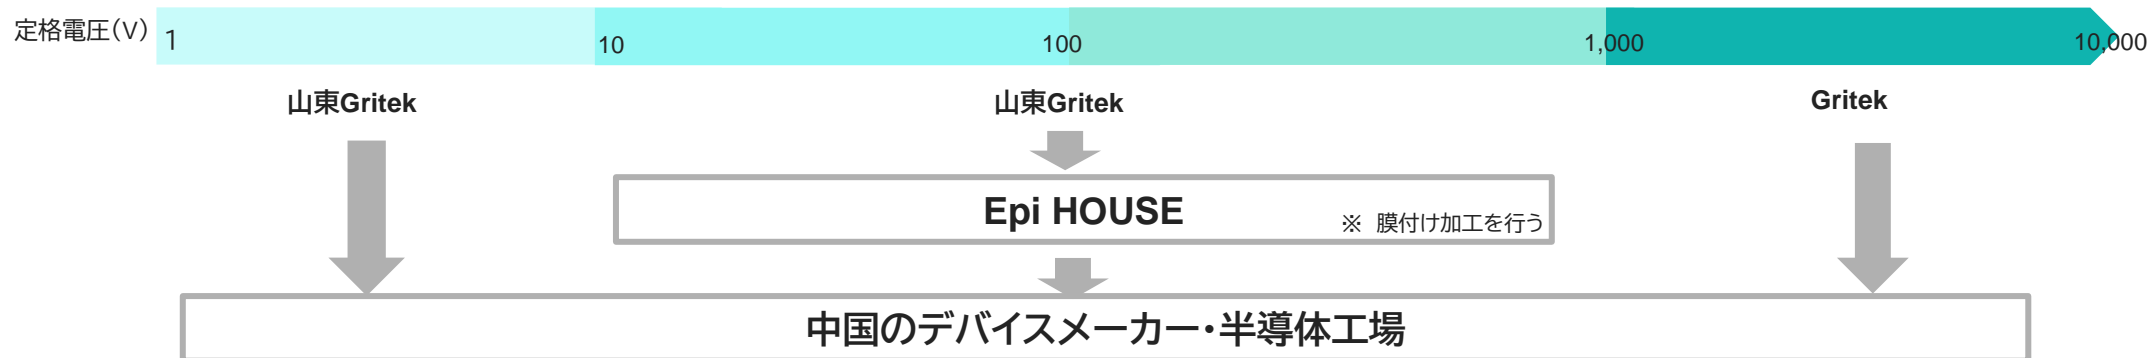 定格電圧(V) 1 10 100 1,000 10,000
山東Gritek 山東Gritek Gritek
Epi HOUSE ※ 膜付け加工を行う
中国のデバイスメーカー・半導体工場